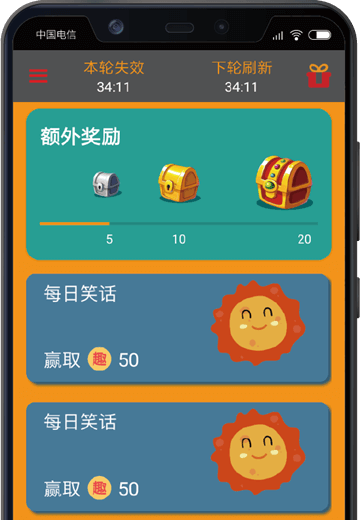 中国电信
本轮失效
34:11
下轮刷新
34:11
额外奖励
5
10
20
每日笑话
赢取 趣 50
每日笑话
赢取 趣 50